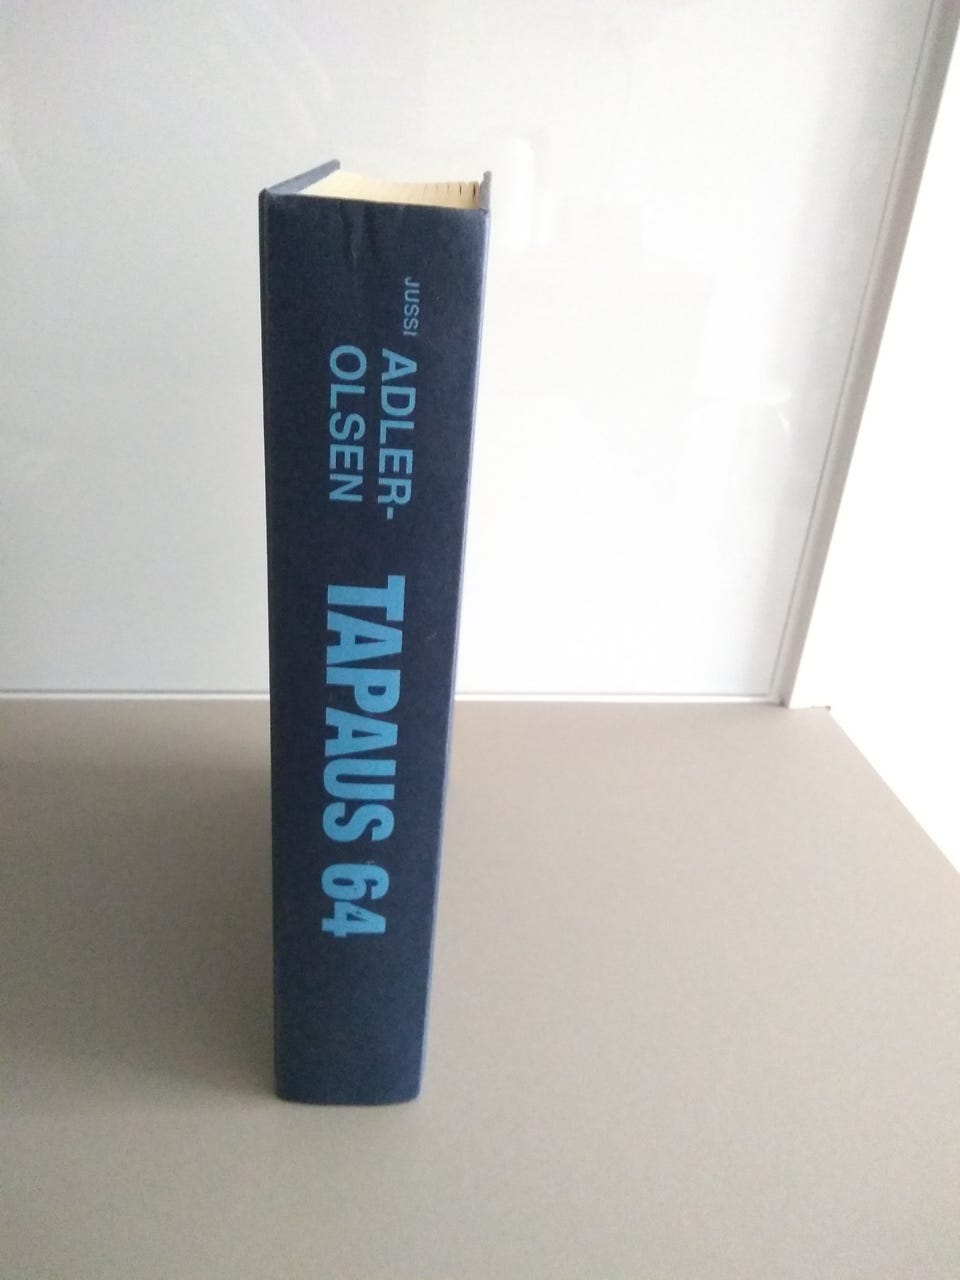 JUSSI
ADLER-
OLSEN
TAPAUS 64